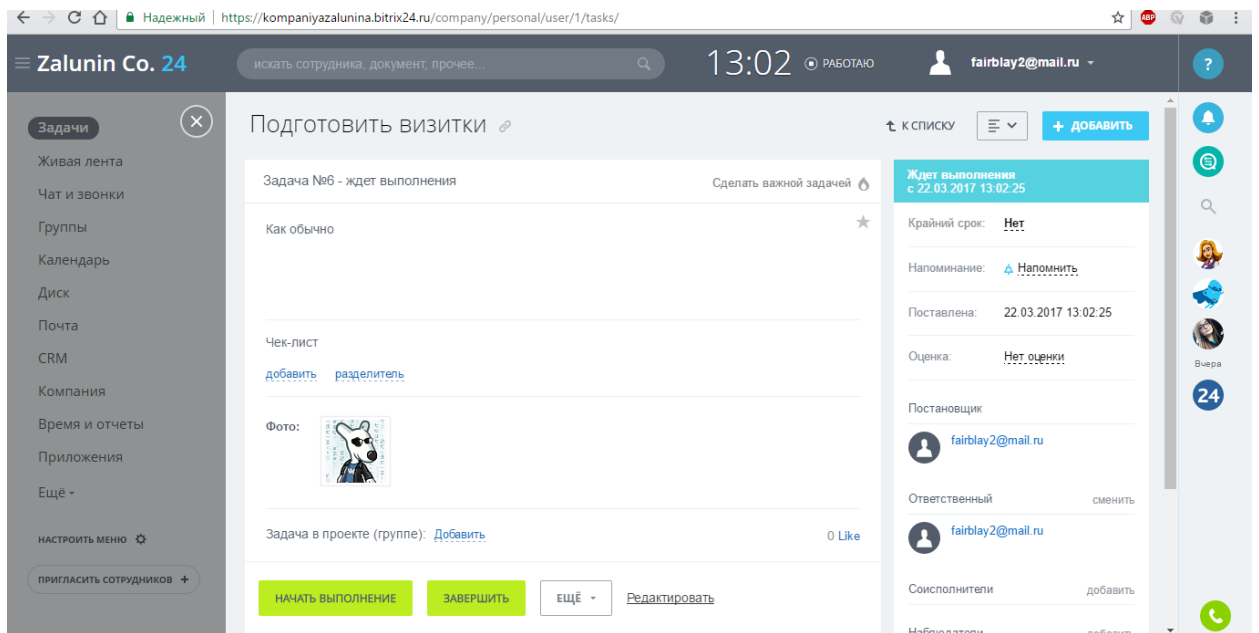 Надежный | https://kompaniyazalunina.bitrix24.ru/company/personal/user/1/tasks/
ABP
Zalunin Co. 24
искать сотрудника, документ, прочее...
13:02 РАБОТАЮ
fairblay2@mail.ru
?
Задачи
Живая лента
Чат и звонки
Группы
Календарь
Диск
Почта
CRM
Компания
Время и отчеты
Приложения
Ещё
НАСТРОИТЬ МЕНЮ
ПРИГЛАСИТЬ СОТРУДНИКОВ +
Подготовить визитки
К СПИСКУ
+ ДОБАВИТЬ
Задача №6 - ждет выполнения
Сделать важной задачей
Как обычно
Чек-лист
добавить разделитель
Фото:
Задача в проекте (группе): Добавить
0 Like
НАЧАТЬ ВЫПОЛНЕНИЕ
ЗАВЕРШИТЬ
ЕЩЁ
Редактировать
Ждет выполнения
с 22.03.2017 13:02:25
Крайний срок: Нет
Напоминание: Напомнить
Поставлена: 22.03.2017 13:02:25
Оценка: Нет оценки
Постановщик
fairblay2@mail.ru
Ответственный сменить
fairblay2@mail.ru
Соисполнители добавить
Наблюдатели добавить
Вчера
24